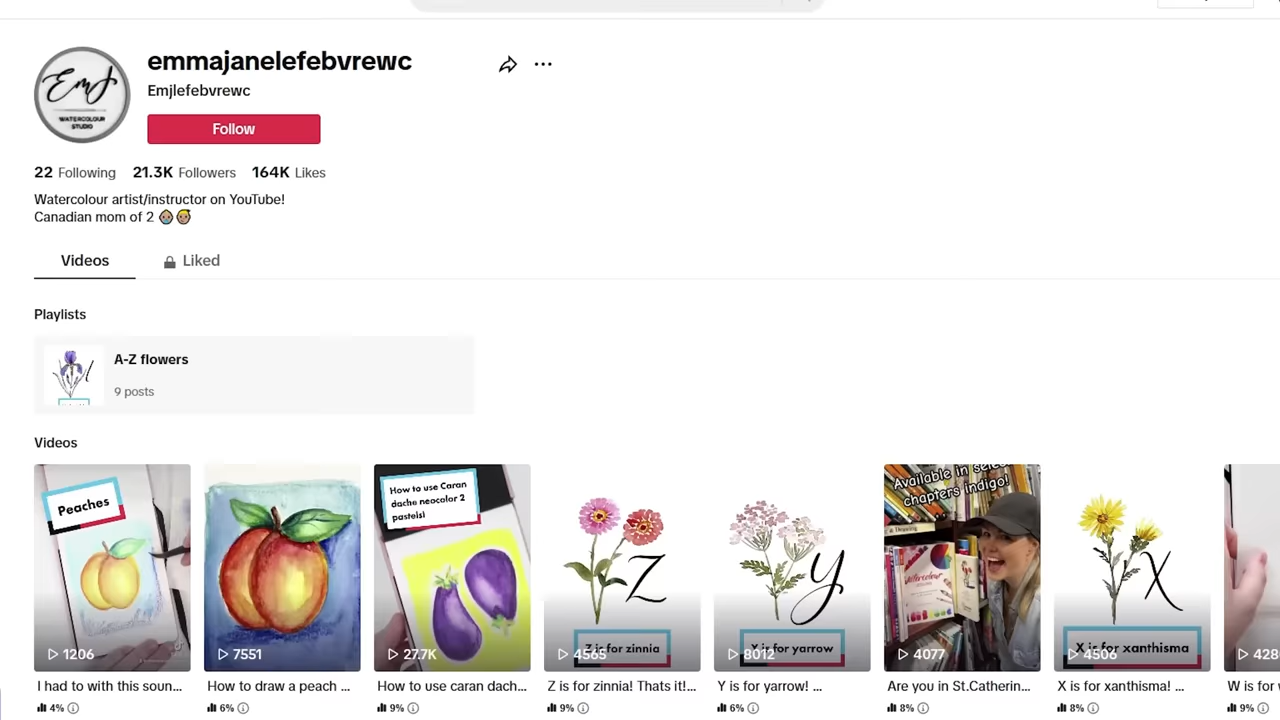 emmajanelefebvrewc
Emjlefebvrewc
EmJ
WATERCOLOUR
STUDIO
Follow
22 Following 21.3K Followers 164K Likes
Watercolour artist/instructor on YouTube!
Canadian mom of 2
Videos
Liked
Playlists
A-Z flowers
9 posts
Videos
Peaches
1206
I had to with this soun...
4%
7551
How to draw a peach ...
6%
How to use Caran
dache neocolor 2
pastels!
27.7K
How to use caran dach...
9%
Z
Z is for zinnia
4565
Z is for zinnia! Thats it!...
9%
y
Y is for yarrow
8012
Y is for yarrow! ...
6%
Available in selec
chapters indigo!
4077
Are you in St.Catherin...
8%
X
X is for xanthisma
4506
X is for xanthisma! ...
8%
428
W is for
9%